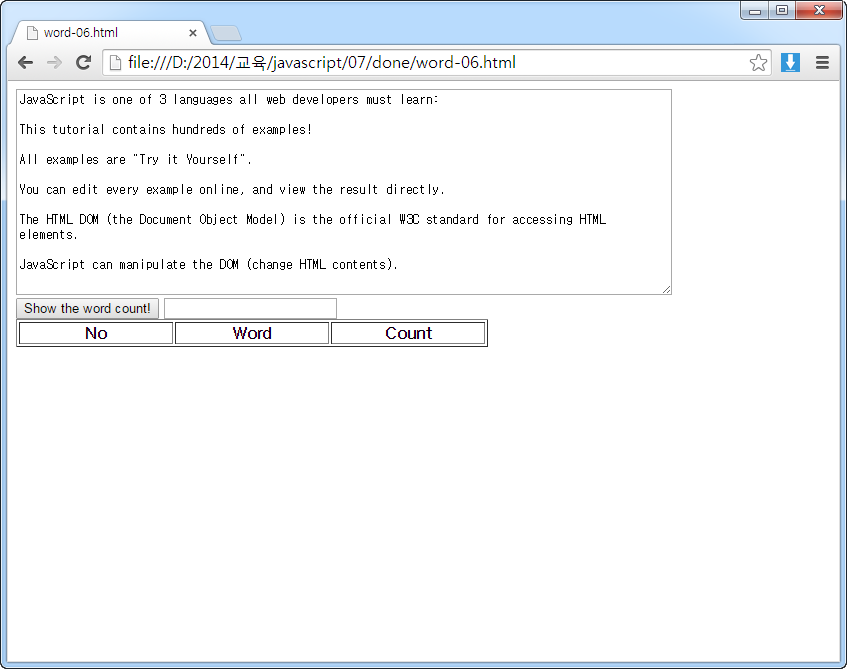 word-06.html
file:///D:/2014/교육/javascript/07/done/word-06.html
JavaScript is one of 3 languages all web developers must learn:
This tutorial contains hundreds of examples!
All examples are "Try it Yourself".
You can edit every example online, and view the result directly.
The HTML DOM (the Document Object Model) is the official W3C standard for accessing HTML
elements.
JavaScript can manipulate the DOM (change HTML contents).
Show the word count!
No Word Count